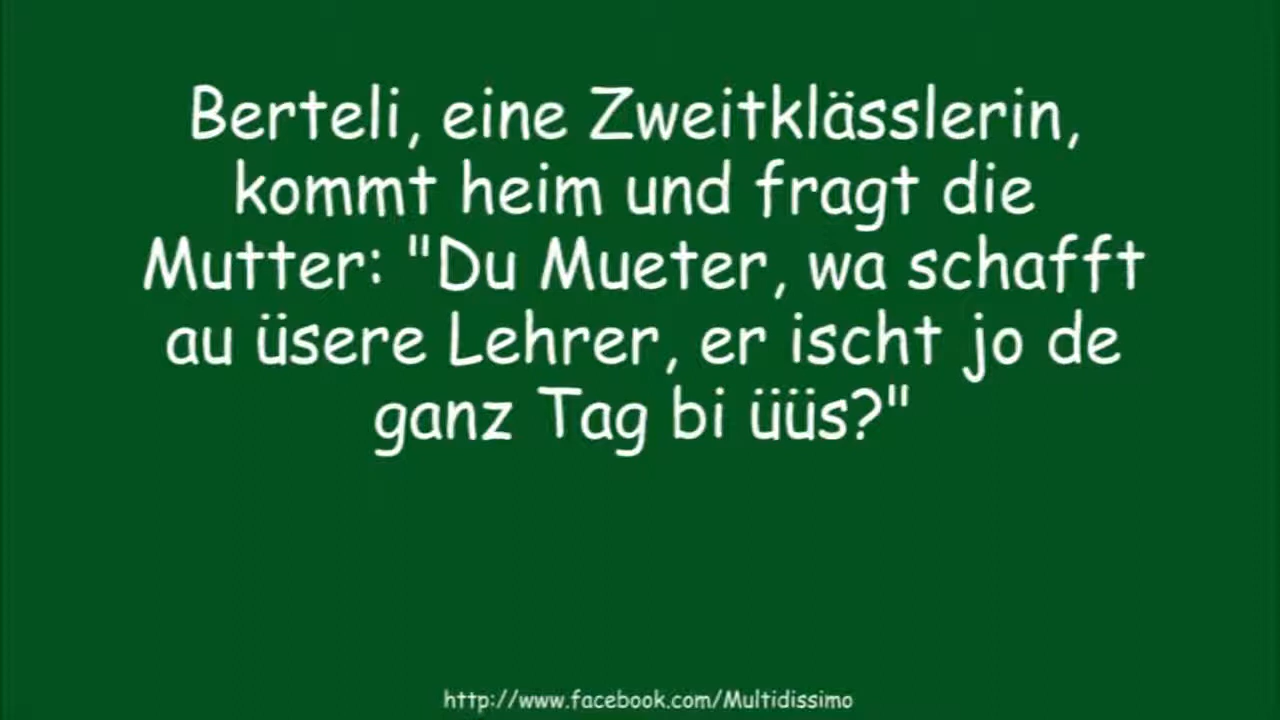 Berteli, eine Zweitklässlerin,
kommt heim und fragt die
Mutter: "Du Mueter, wa schafft
au üsere Lehrer, er ischt jo de
ganz Tag bi üüs?"
http://www.facebook.com/Multidissimo